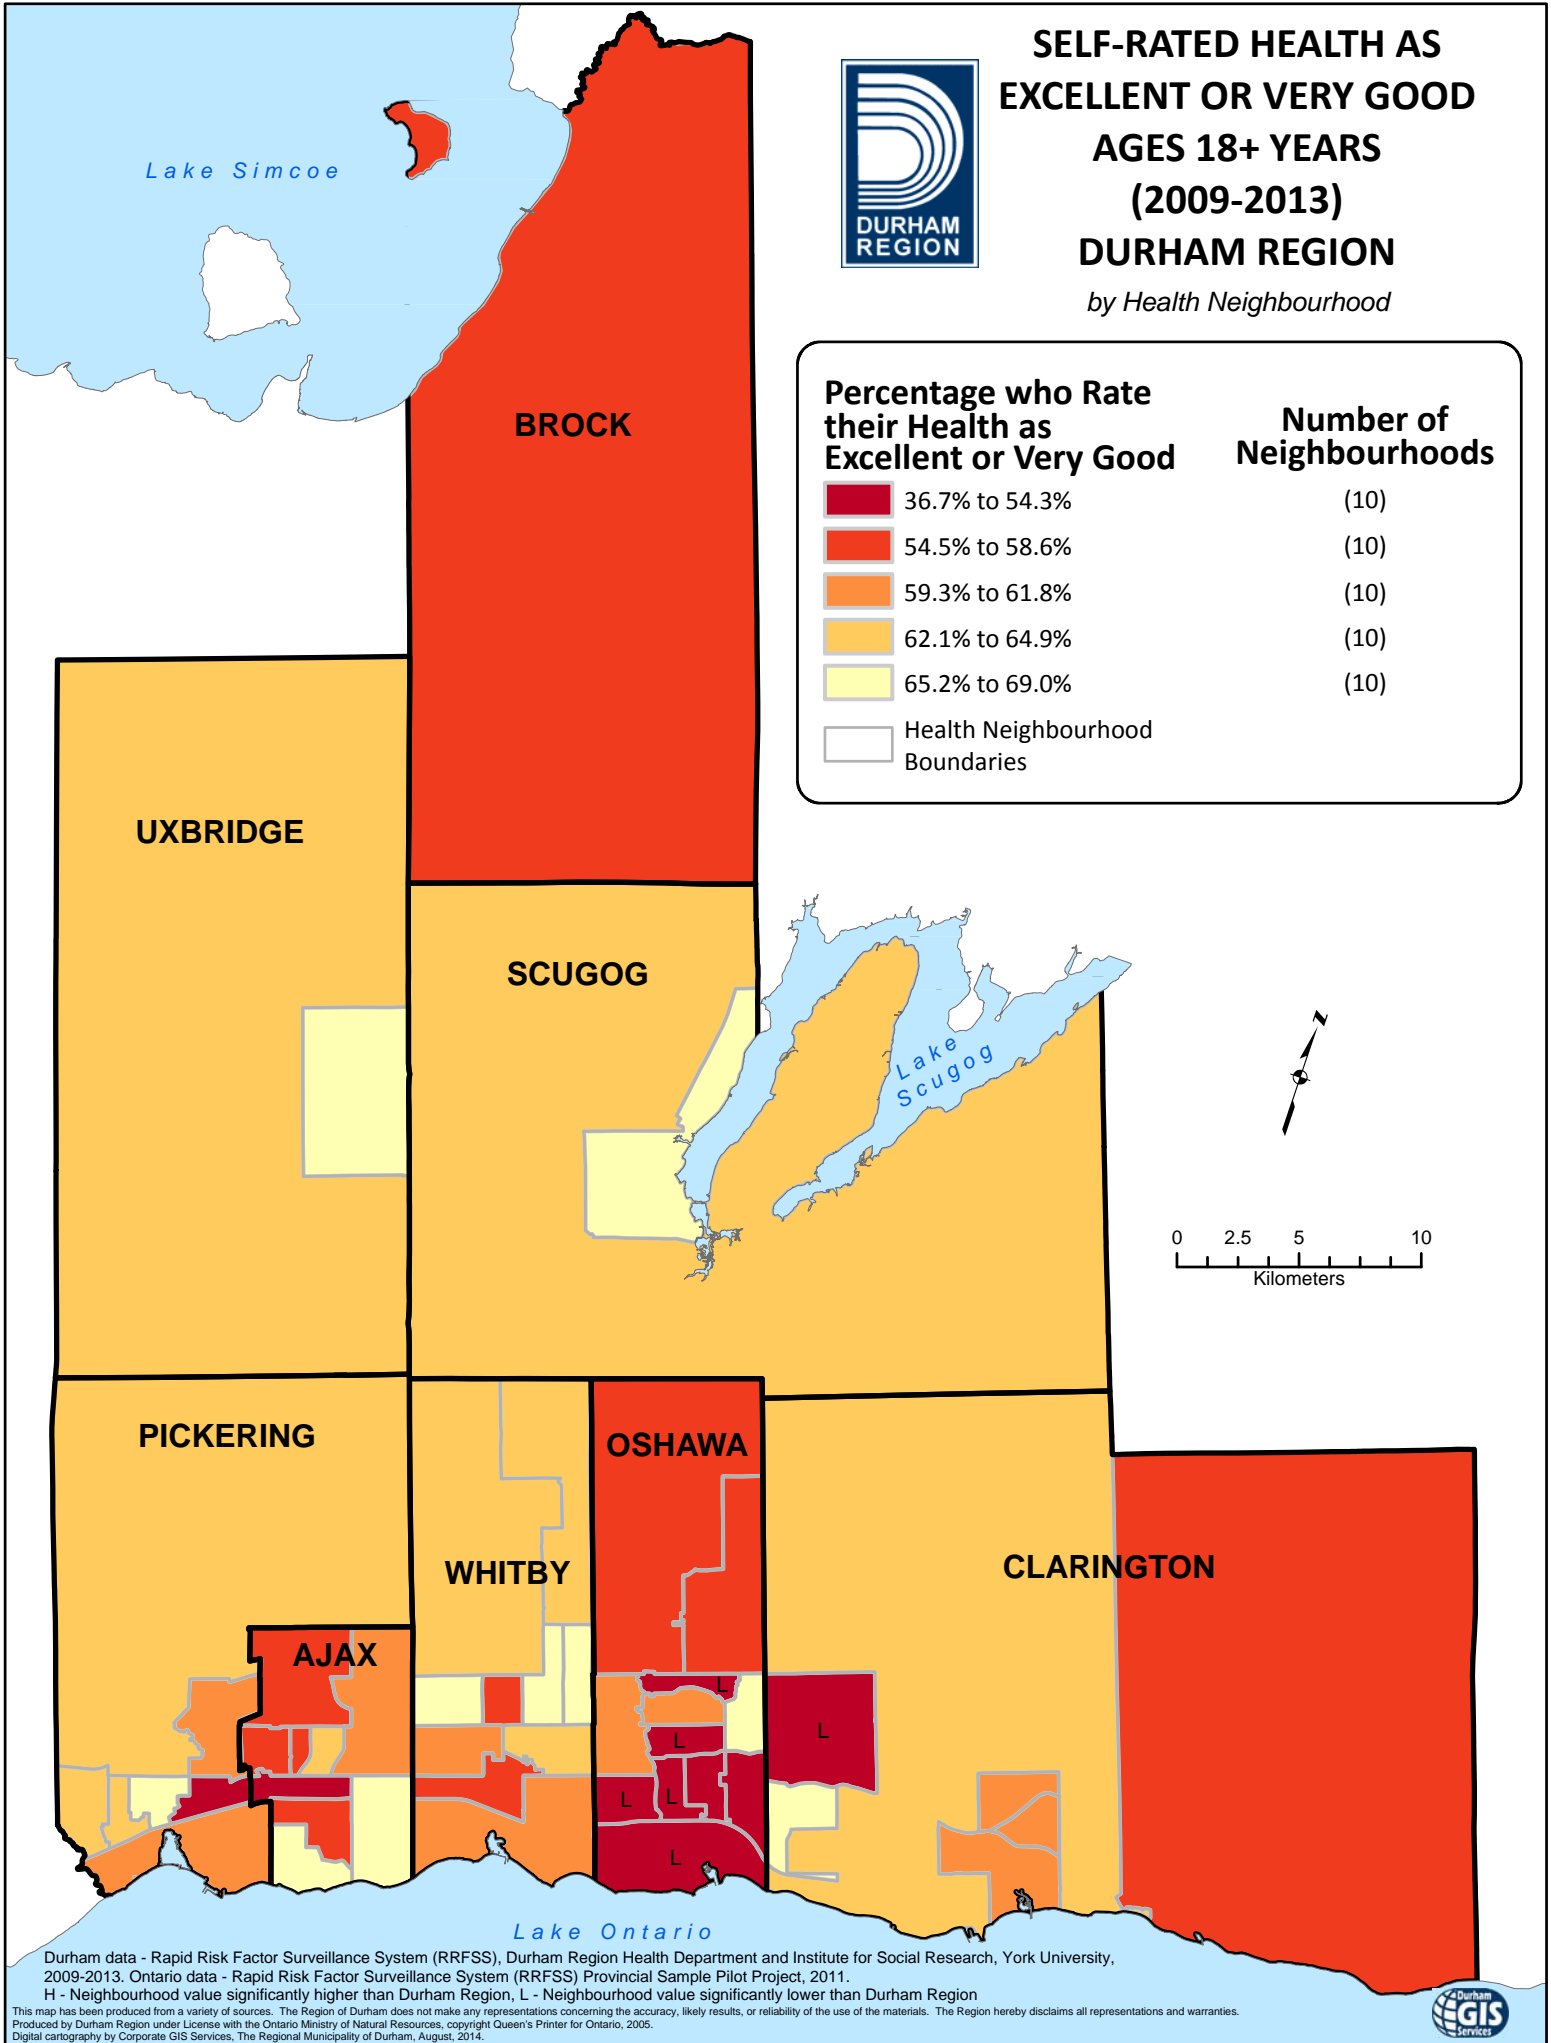 SELF-RATED HEALTH AS
EXCELLENT OR VERY GOOD
AGES 18+ YEARS
(2009-2013)
DURHAM REGION
by Health Neighbourhood
DURHAM
REGION
Percentage who Rate
their Health as
Excellent or Very Good
Number of
Neighbourhoods
36.7% to 54.3% (10)
54.5% to 58.6% (10)
59.3% to 61.8% (10)
62.1% to 64.9% (10)
65.2% to 69.0% (10)
Health Neighbourhood
Boundaries
Lake Simcoe
BROCK
UXBRIDGE
SCUGOG
Lake
Scugog
N
0 2.5 5 10
Kilometers
PICKERING
OSHAWA
WHITBY
CLARINGTON
AJAX
L
L
L
L
L
L
Lake Ontario
Durham data - Rapid Risk Factor Surveillance System (RRFSS), Durham Region Health Department and Institute for Social Research, York University,
2009-2013. Ontario data - Rapid Risk Factor Surveillance System (RRFSS) Provincial Sample Pilot Project, 2011.
H - Neighbourhood value significantly higher than Durham Region, L - Neighbourhood value significantly lower than Durham Region
This map has been produced from a variety of sources. The Region of Durham does not make any representations concerning the accuracy, likely results, or reliability of the use of the materials. The Region hereby disclaims all representations and warranties.
Produced by Durham Region under License with the Ontario Ministry of Natural Resources, copyright Queen's Printer for Ontario, 2005.
Digital cartography by Corporate GIS Services, The Regional Municipality of Durham, August, 2014.
Durham
GIS
Services